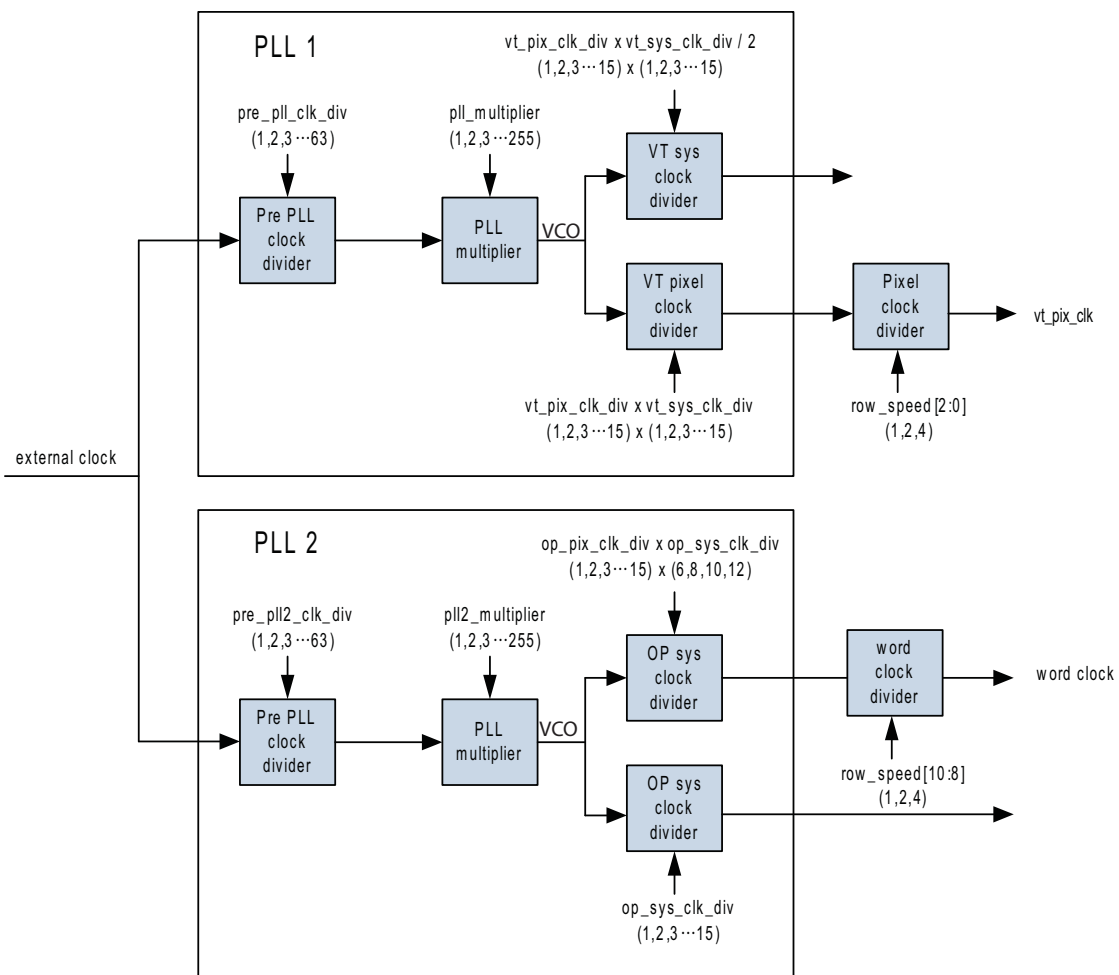 PLL 1
vt_pix_clk_div x vt_sys_clk_div / 2
(1,2,3⋯15) x (1,2,3⋯15)
pre_pll_clk_div
(1,2,3⋯63)
pll_multiplier
(1,2,3⋯255)
VT sys
clock
divider
Pre PLL
clock
divider
PLL
multiplier
VCO
VT pixel
clock
divider
Pixel
clock
divider
vt_pix_clk
vt_pix_clk_div x vt_sys_clk_div
(1,2,3⋯15) x (1,2,3⋯15)
row_speed[2:0]
(1,2,4)
external clock
PLL 2
op_pix_clk_div x op_sys_clk_div
(1,2,3⋯15) x (6,8,10,12)
pre_pll2_clk_div
(1,2,3⋯63)
pll2_multiplier
(1,2,3⋯255)
OP sys
clock
divider
word
clock
divider
word clock
Pre PLL
clock
divider
PLL
multiplier
VCO
row_speed[10:8]
(1,2,4)
OP sys
clock
divider
op_sys_clk_div
(1,2,3⋯15)